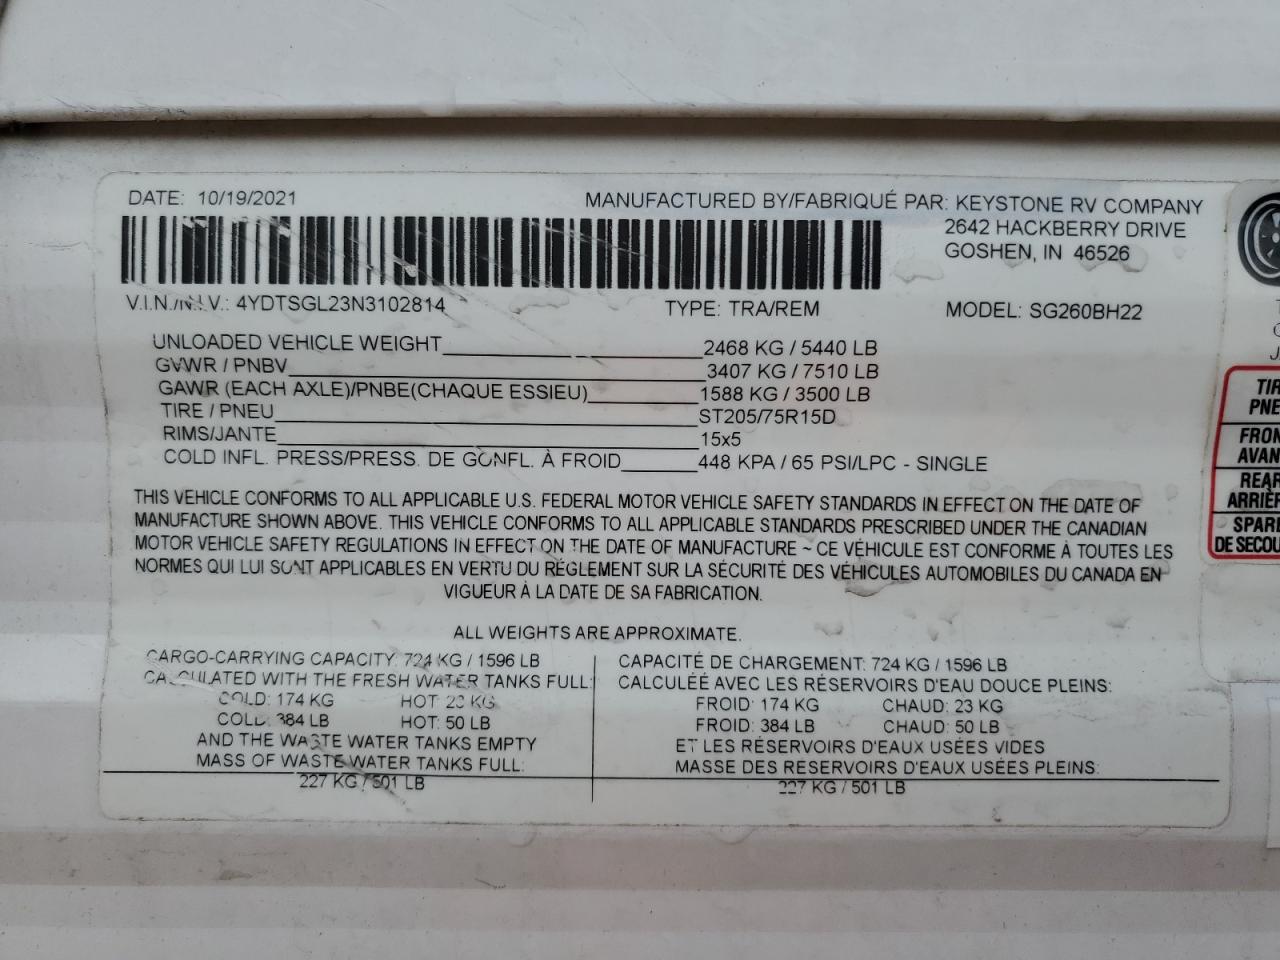 DATE: 10/19/2021
MANUFACTURED BY/FABRIQUÉ PAR: KEYSTONE RV COMPANY
2642 HACKBERRY DRIVE
GOSHEN, IN 46526
V.I.N./N.I.V.: 4YDTSGL23N3102814 TYPE: TRA/REM MODEL: SG260BH22
UNLOADED VEHICLE WEIGHT 2468 KG / 5440 LB
GVWR / PNBV 3407 KG / 7510 LB
GAWR (EACH AXLE)/PNBE(CHAQUE ESSIEU) 1588 KG / 3500 LB
TIRE / PNEU ST205/75R15D
RIMS/JANTE 15x5
COLD INFL. PRESS/PRESS. DE GONFL. À FROID 448 KPA / 65 PSI/LPC - SINGLE
THIS VEHICLE CONFORMS TO ALL APPLICABLE U.S. FEDERAL MOTOR VEHICLE SAFETY STANDARDS IN EFFECT ON THE DATE OF
MANUFACTURE SHOWN ABOVE. THIS VEHICLE CONFORMS TO ALL APPLICABLE STANDARDS PRESCRIBED UNDER THE CANADIAN
MOTOR VEHICLE SAFETY REGULATIONS IN EFFECT ON THE DATE OF MANUFACTURE ~ CE VÉHICULE EST CONFORME À TOUTES LES
NORMES QUI LUI SONT APPLICABLES EN VERTU DU RÉGLEMENT SUR LA SÉCURITÉ DES VÉHICULES AUTOMOBILES DU CANADA EN
VIGUEUR À LA DATE DE SA FABRICATION.
ALL WEIGHTS ARE APPROXIMATE.
CARGO-CARRYING CAPACITY: 724 KG / 1596 LB
CALCULATED WITH THE FRESH WATER TANKS FULL:
COLD: 174 KG HOT: 23 KG
COLD: 384 LB HOT: 50 LB
AND THE WASTE WATER TANKS EMPTY
MASS OF WASTE WATER TANKS FULL:
227 KG / 501 LB
CAPACITÉ DE CHARGEMENT: 724 KG / 1596 LB
CALCULÉE AVEC LES RÉSERVOIRS D'EAU DOUCE PLEINS:
FROID: 174 KG CHAUD: 23 KG
FROID: 384 LB CHAUD: 50 LB
ET LES RÉSERVOIRS D'EAUX USÉES VIDES
MASSE DES RÉSERVOIRS D'EAUX USÉES PLEINS:
227 KG / 501 LB
SPARE